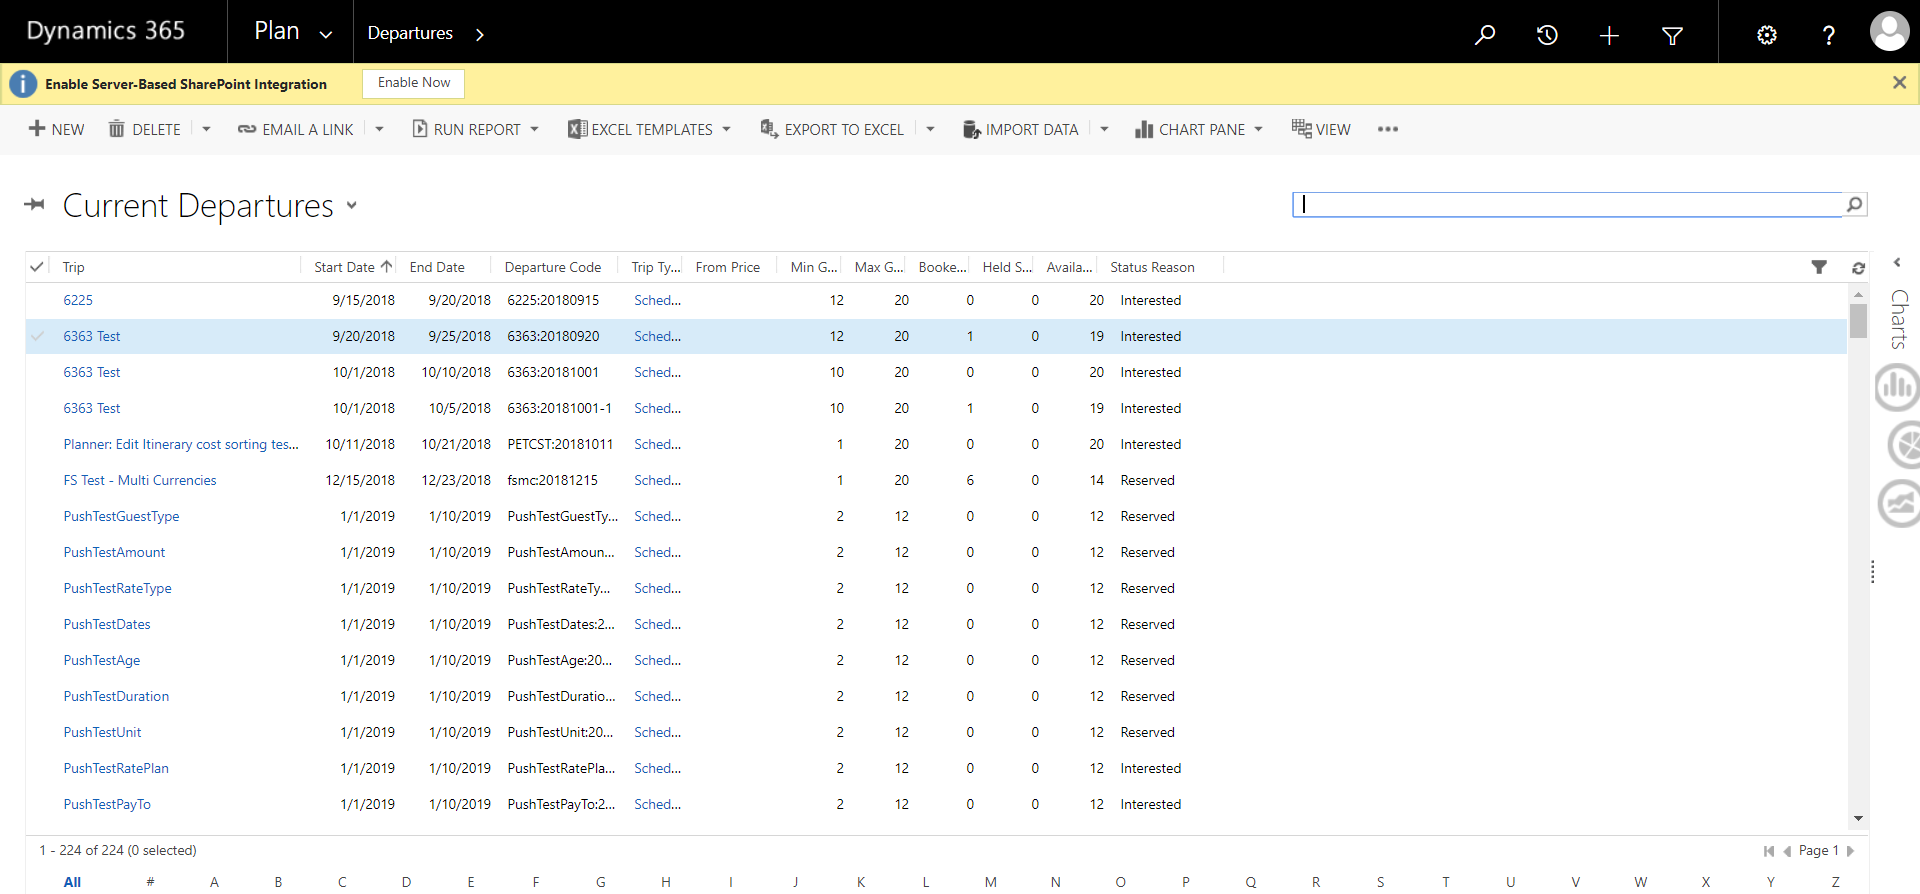 Dynamics 365 Plan Departures
Enable Server-Based SharePoint Integration Enable Now
NEW DELETE EMAIL A LINK RUN REPORT EXCEL TEMPLATES EXPORT TO EXCEL IMPORT DATA CHART PANE VIEW
Current Departures
Trip Start Date End Date Departure Code Trip Ty... From Price Min G... Max G... Booke... Held S... Availa... Status Reason
6225 9/15/2018 9/20/2018 6225:20180915 Sched... 12 20 0 0 20 Interested
6363 Test 9/20/2018 9/25/2018 6363:20180920 Sched... 12 20 1 0 19 Interested
6363 Test 10/1/2018 10/10/2018 6363:20181001 Sched... 10 20 0 0 20 Interested
6363 Test 10/1/2018 10/5/2018 6363:20181001-1 Sched... 10 20 1 0 19 Interested
Planner: Edit Itinerary cost sorting tes... 10/11/2018 10/21/2018 PETCST:20181011 Sched... 1 20 0 0 20 Interested
FS Test - Multi Currencies 12/15/2018 12/23/2018 fsmc:20181215 Sched... 1 20 6 0 14 Reserved
PushTestGuestType 1/1/2019 1/10/2019 PushTestGuestTy... Sched... 2 12 0 0 12 Reserved
PushTestAmount 1/1/2019 1/10/2019 PushTestAmoun... Sched... 2 12 0 0 12 Reserved
PushTestRateType 1/1/2019 1/10/2019 PushTestRateTy... Sched... 2 12 0 0 12 Reserved
PushTestDates 1/1/2019 1/10/2019 PushTestDates:2... Sched... 2 12 0 0 12 Reserved
PushTestAge 1/1/2019 1/10/2019 PushTestAge:20... Sched... 2 12 0 0 12 Reserved
PushTestDuration 1/1/2019 1/10/2019 PushTestDuratio... Sched... 2 12 0 0 12 Reserved
PushTestUnit 1/1/2019 1/10/2019 PushTestUnit:20... Sched... 2 12 0 0 12 Reserved
PushTestRatePlan 1/1/2019 1/10/2019 PushTestRatePla... Sched... 2 12 0 0 12 Interested
PushTestPayTo 1/1/2019 1/10/2019 PushTestPayTo:2... Sched... 2 12 0 0 12 Interested
Charts
1 - 224 of 224 (0 selected) Page 1
All # A B C D E F G H I J K L M N O P Q R S T U V W X Y Z